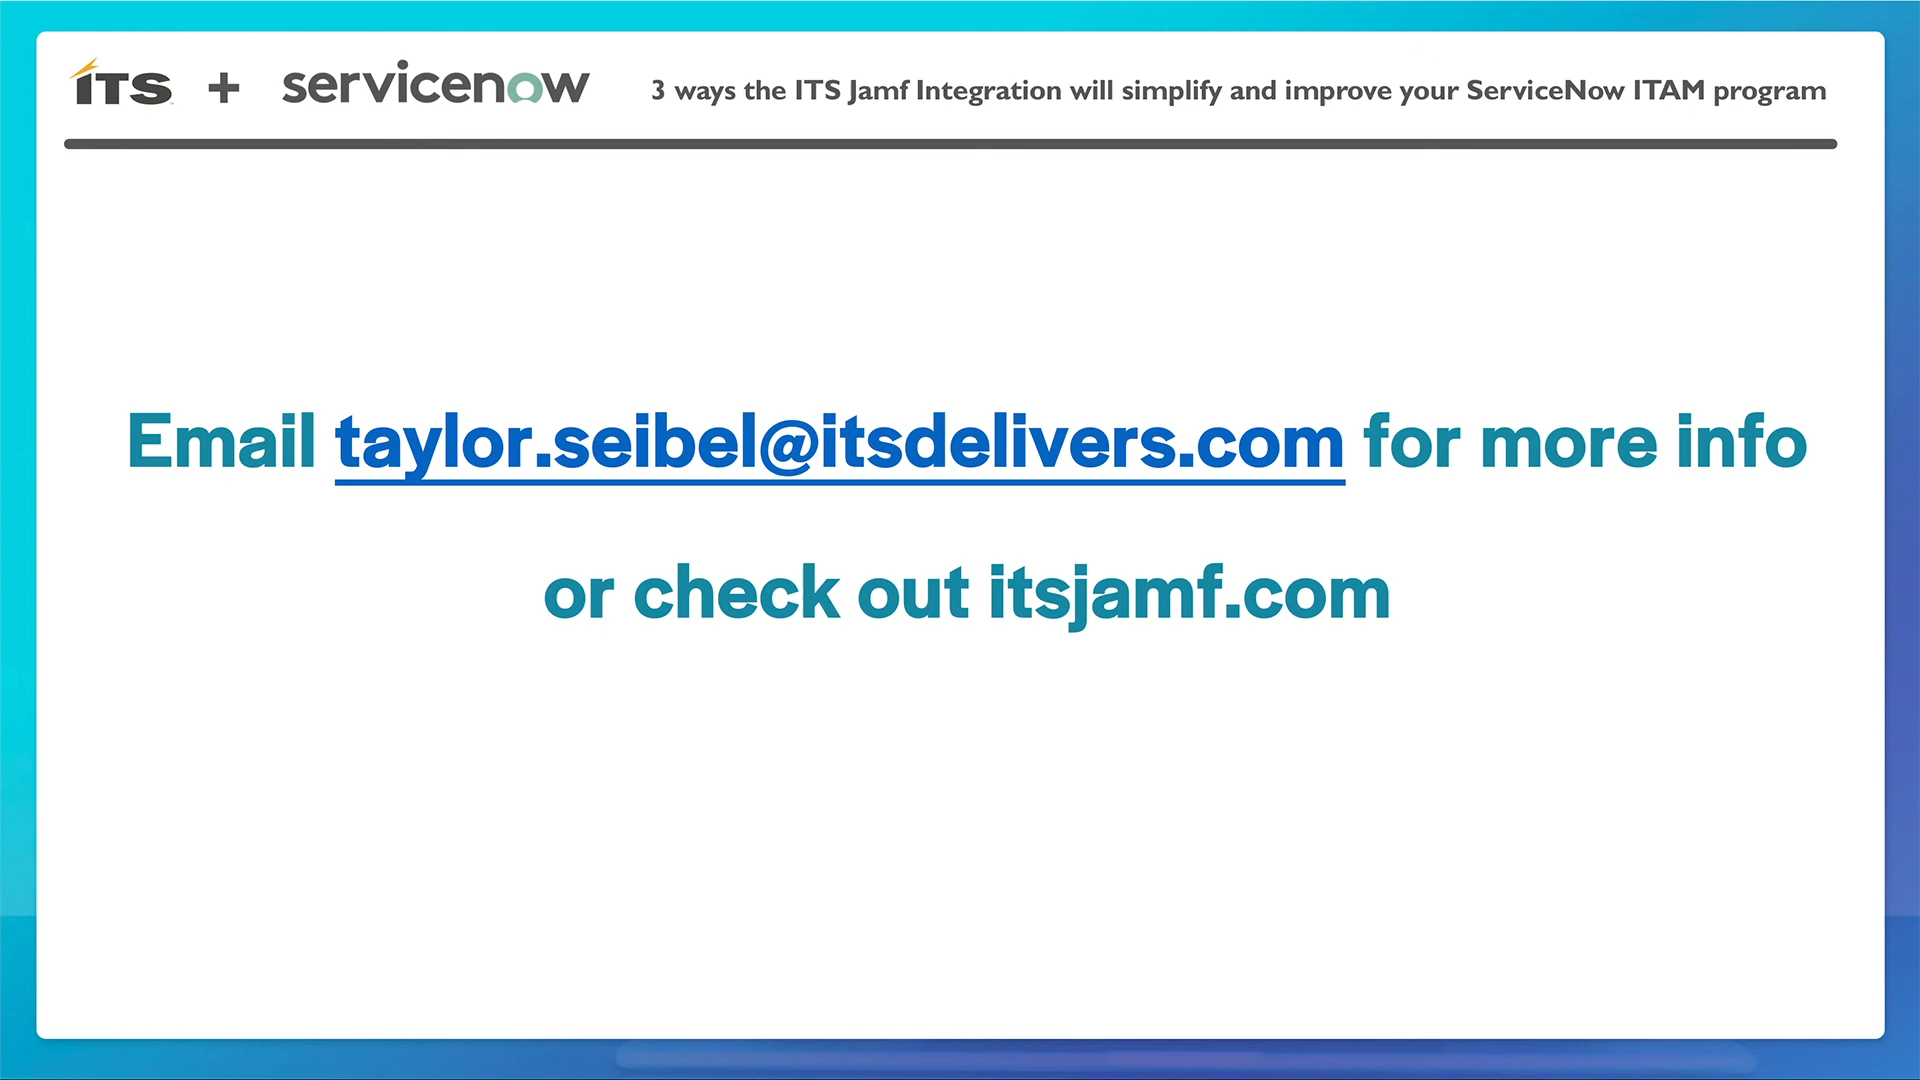 ITS + servicenow 3 ways the ITS Jamf Integration will simplify and improve your ServiceNow ITAM program
Email taylor.seibel@itsdelivers.com for more info
or check out itsjamf.com